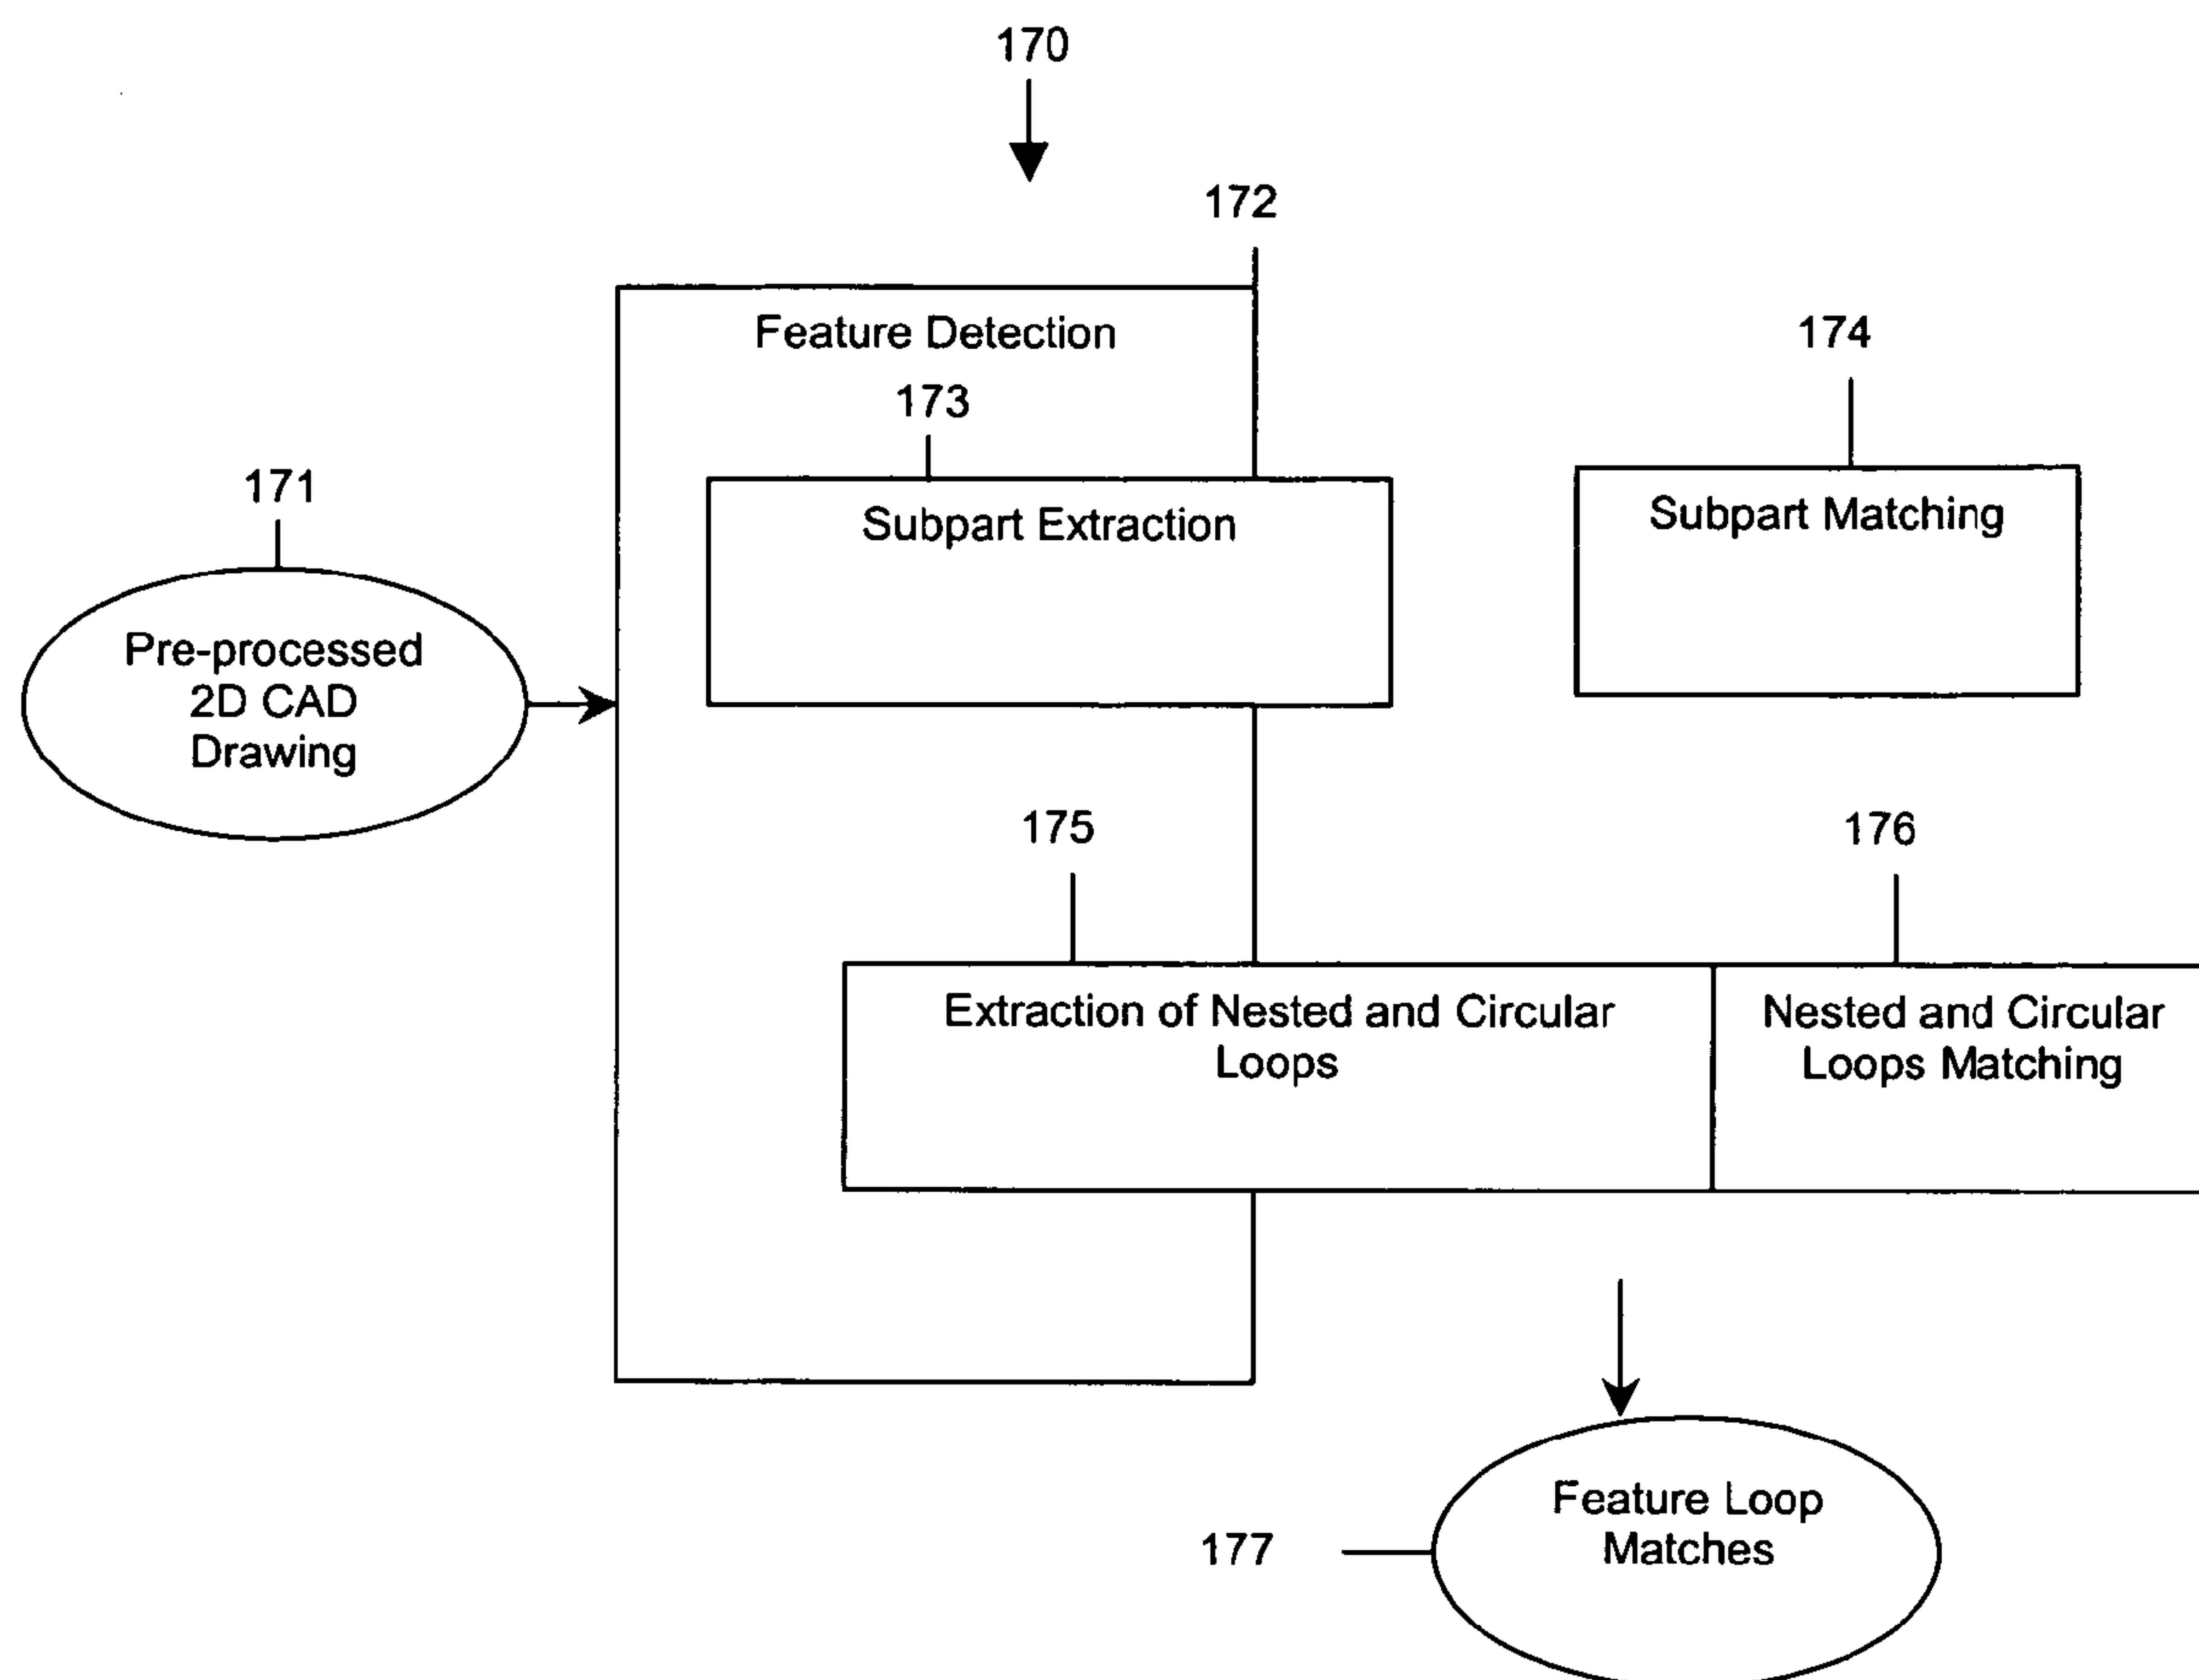 170
172
Feature Detection
174
173
171
Subpart Extraction
Subpart Matching
Pre-processed
2D CAD
Drawing
175
176
Extraction of Nested and Circular
Loops
Nested and Circular
Loops Matching
Feature Loop
Matches
177